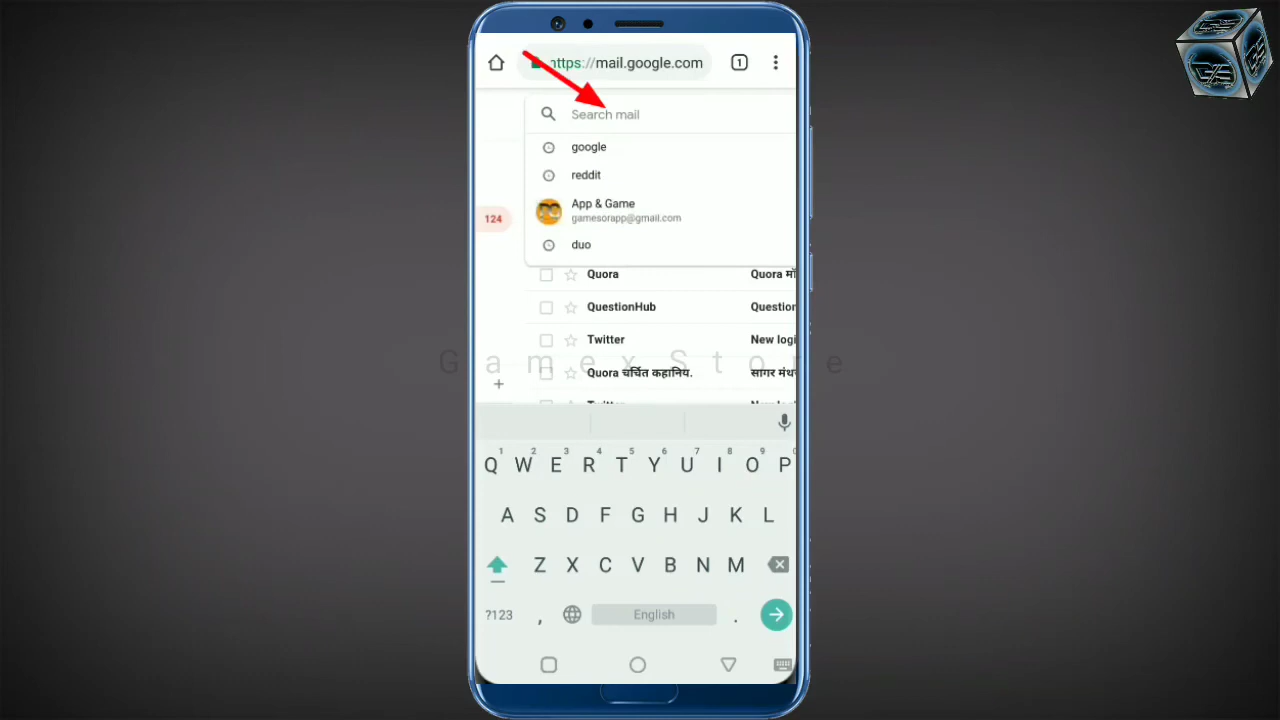 https://mail.google.com
1
Search mail
google
reddit
App & Game
gamesorapp@gmail.com
124
duo
Quora
QuestionHub Question
Twitter New logi
Gamex Store
Quora चर्चित कहानिय. सागर मंथ
+
1 2 3 4 5 6 7 8 9 0
Q W E R T Y U I O P
A S D F G H J K L
Z X C V B N M
?123 , English .